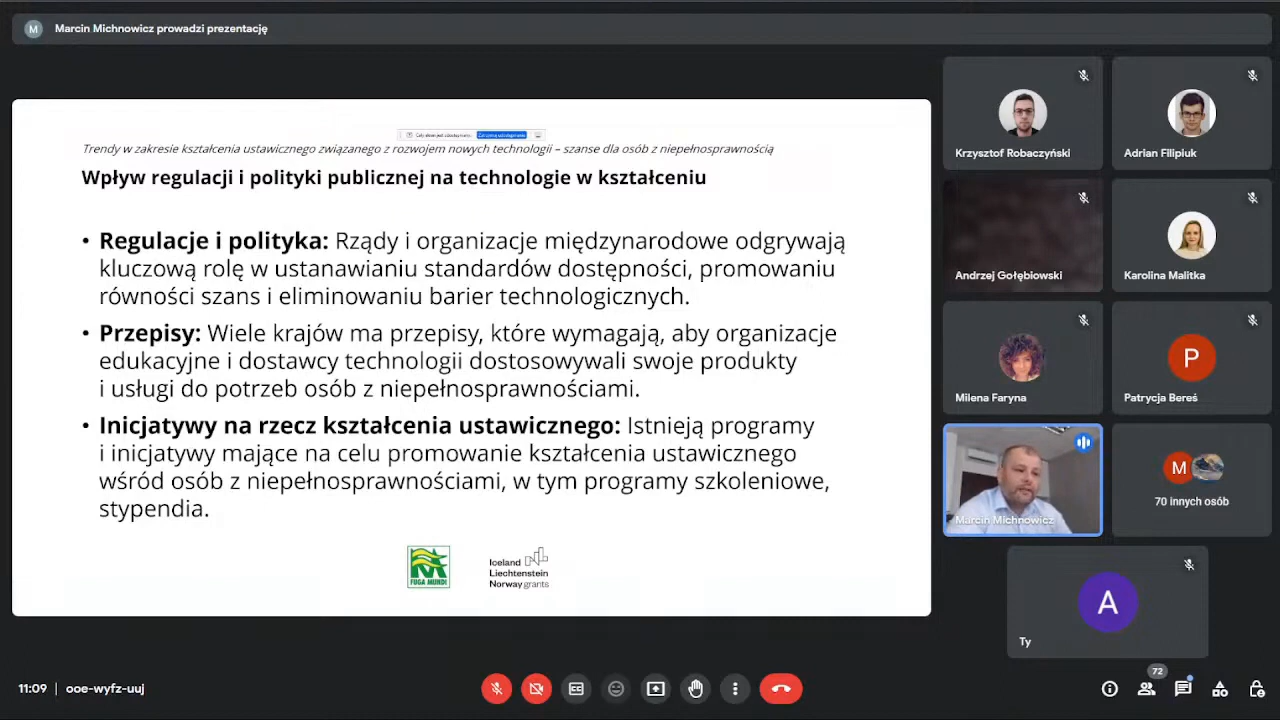 M Marcin Michnowicz prowadzi prezentację
Trendy w zakresie kształcenia ustawicznego związanego z rozwojem nowych technologii – szanse dla osób z niepełnosprawnością
Wpływ regulacji i polityki publicznej na technologie w kształceniu
• Regulacje i polityka: Rządy i organizacje międzynarodowe odgrywają
kluczową rolę w ustanawianiu standardów dostępności, promowaniu
równości szans i eliminowaniu barier technologicznych.
• Przepisy: Wiele krajów ma przepisy, które wymagają, aby organizacje
edukacyjne i dostawcy technologii dostosowywali swoje produkty
i usługi do potrzeb osób z niepełnosprawnościami.
• Inicjatywy na rzecz kształcenia ustawicznego: Istnieją programy
i inicjatywy mające na celu promowanie kształcenia ustawicznego
wśród osób z niepełnosprawnościami, w tym programy szkoleniowe,
stypendia.
FUGA MUNDI
Iceland
Liechtenstein
Norway grants
Krzysztof Robaczyński
Adrian Filipiuk
Andrzej Gołębiowski
Karolina Malitka
Milena Faryna
P
Patrycja Bereś
Marcin Michnowicz
M
70 innych osób
A
Ty
11:09 | ooe-wyfz-uuj
72